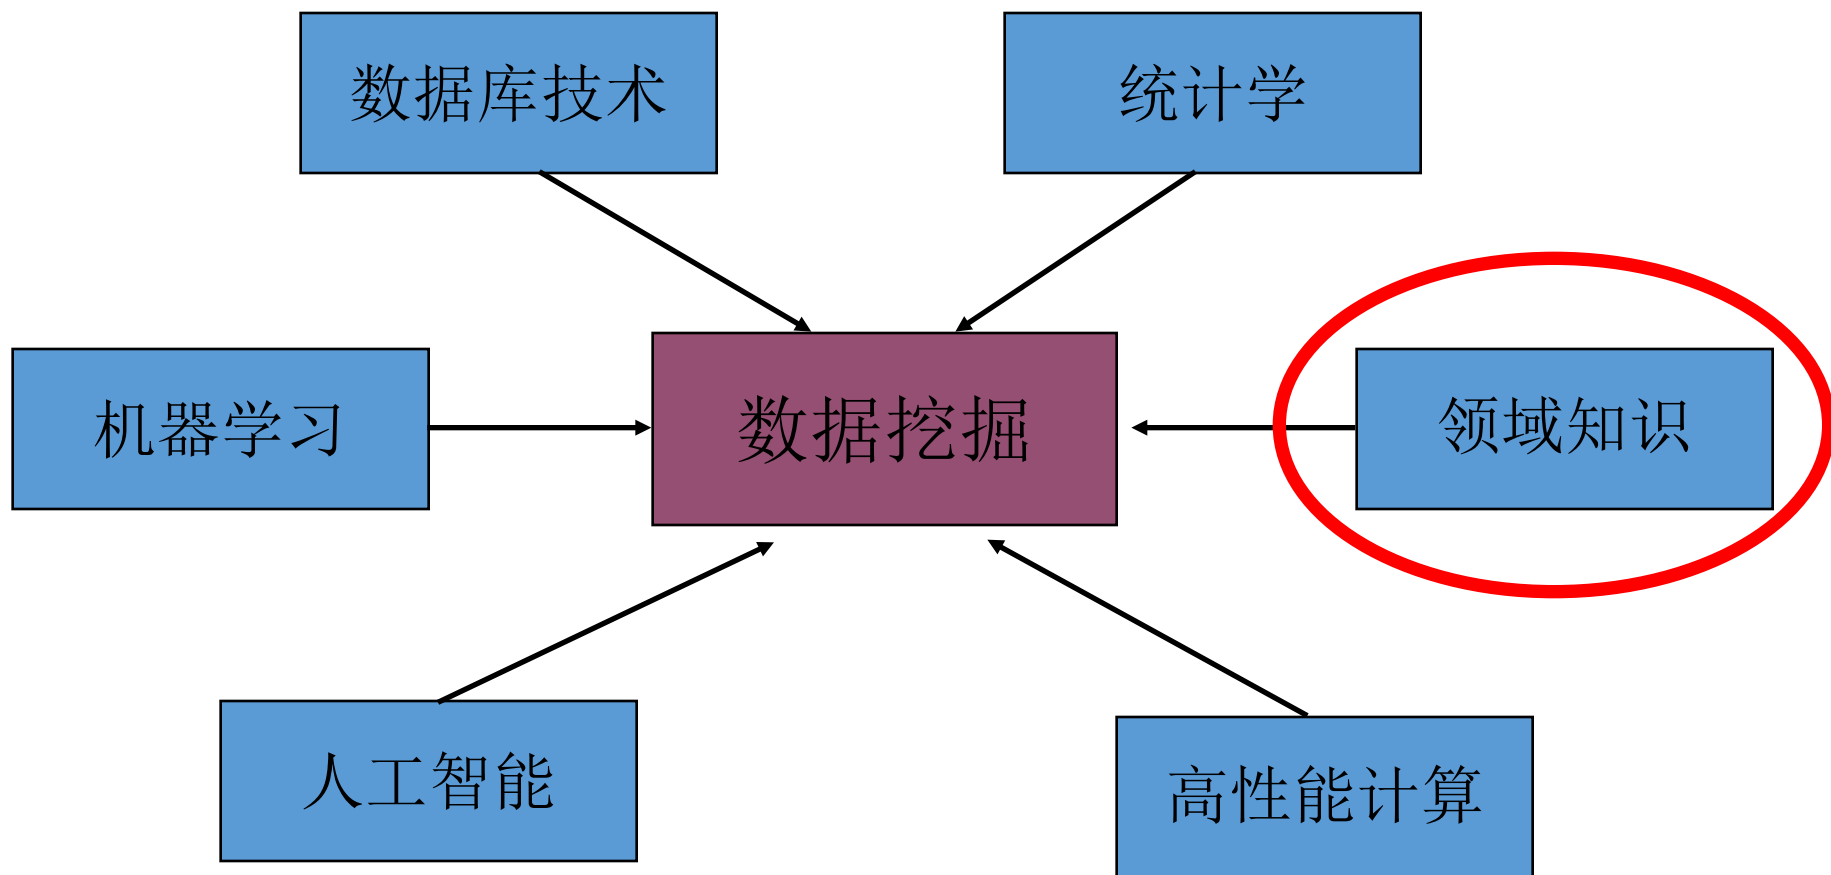 数据库技术
统计学
机器学习
数据挖掘
领域知识
人工智能
高性能计算